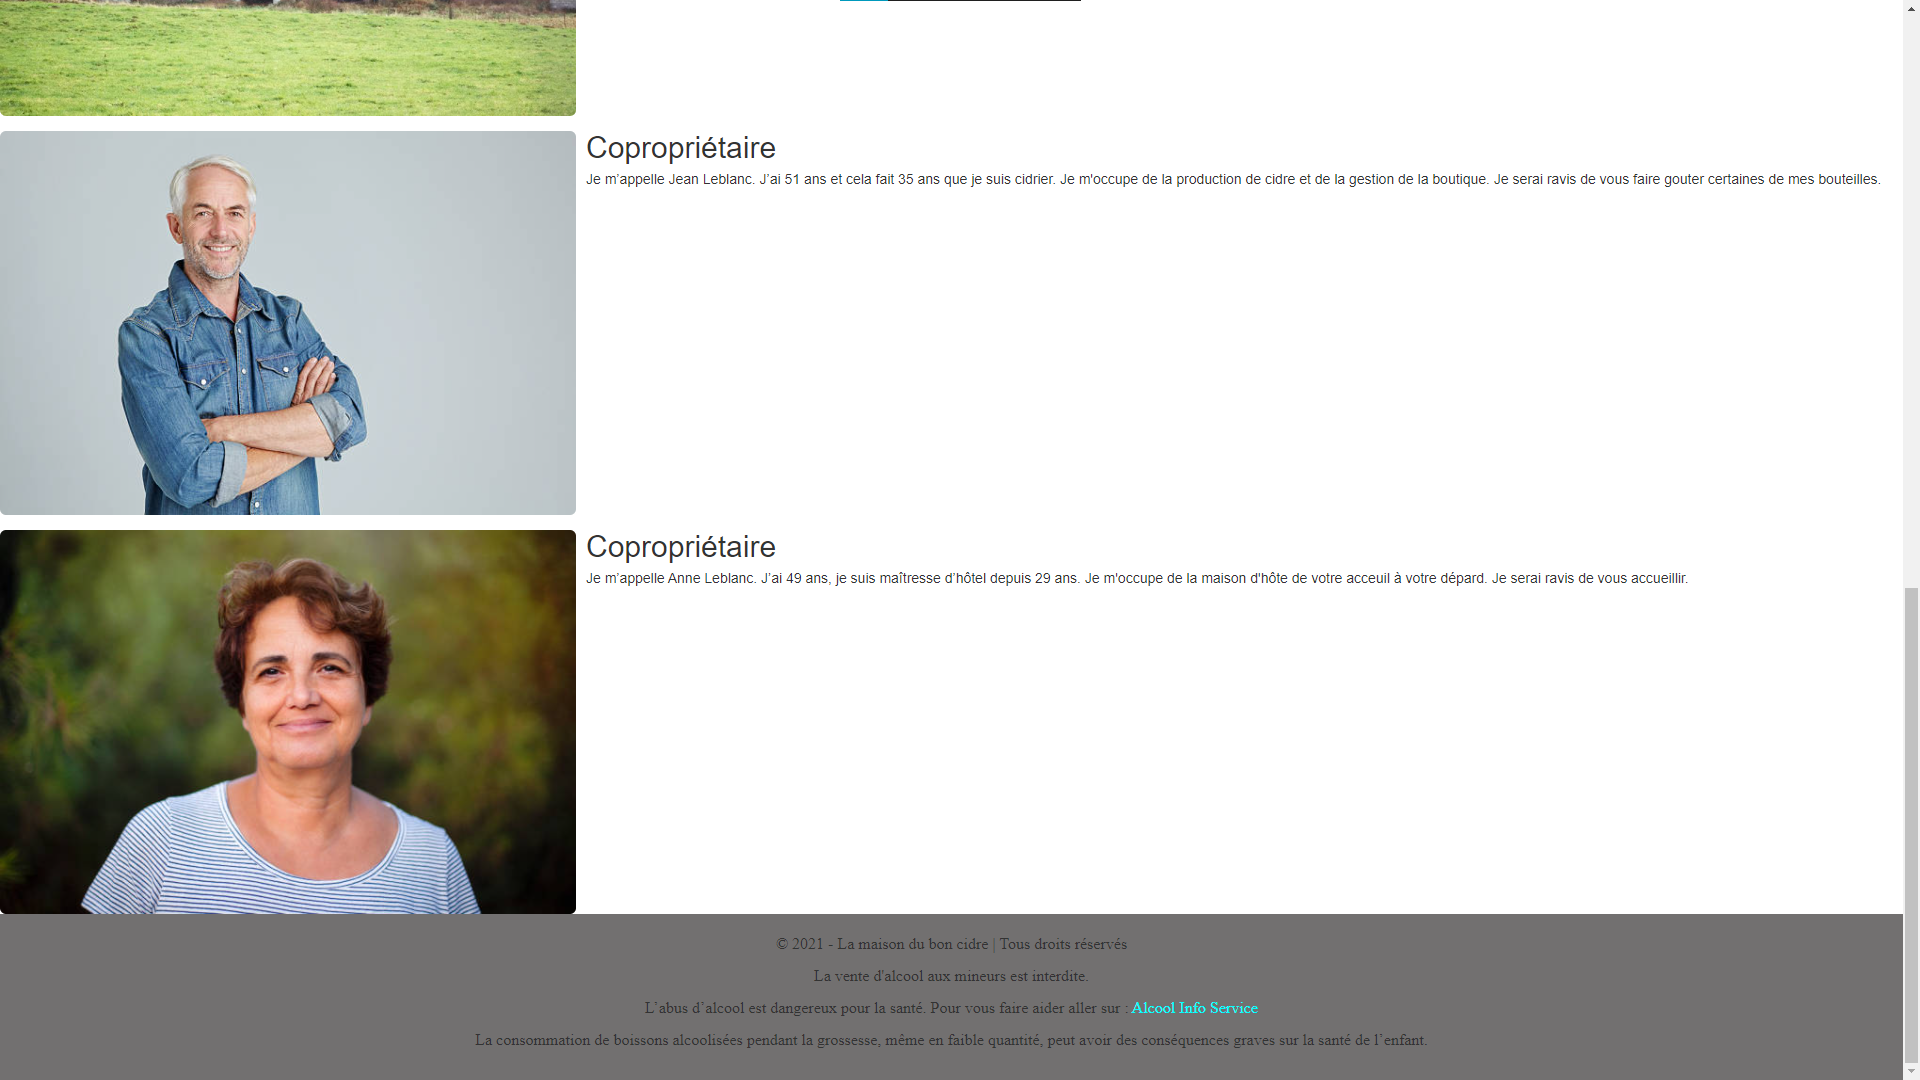 Copropriétaire
Je m’appelle Jean Leblanc. J’ai 51 ans et cela fait 35 ans que je suis cidrier. Je m'occupe de la production de cidre et de la gestion de la boutique. Je serai ravis de vous faire gouter certaines de mes bouteilles.
Copropriétaire
Je m’appelle Anne Leblanc. J’ai 49 ans, je suis maîtresse d’hôtel depuis 29 ans. Je m'occupe de la maison d'hôte de votre acceuil à votre dépard. Je serai ravis de vous accueillir.
© 2021 - La maison du bon cidre | Tous droits réservés
La vente d'alcool aux mineurs est interdite.
L’abus d’alcool est dangereux pour la santé. Pour vous faire aider aller sur : Alcool Info Service
La consommation de boissons alcoolisées pendant la grossesse, même en faible quantité, peut avoir des conséquences graves sur la santé de l’enfant.